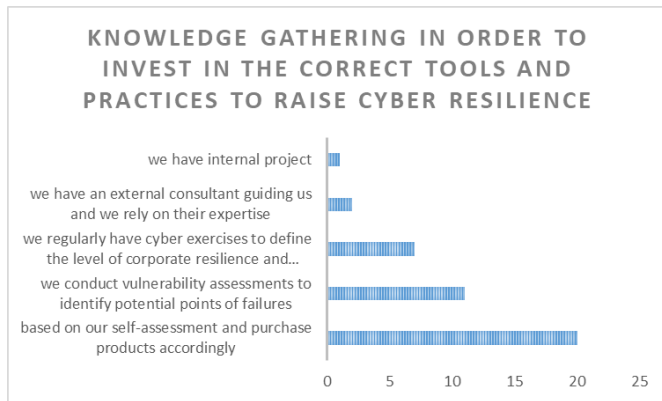 KNOWLEDGE GATHERING IN ORDER TO
INVEST IN THE CORRECT TOOLS AND
PRACTICES TO RAISE CYBER RESILIENCE
we have internal project
we have an external consultant guiding us
and we rely on their expertise
we regularly have cyber exercises to define
the level of corporate resilience and...
we conduct vulnerability assessments to
identify potential points of failures
based on our self-assessment and purchase
products accordingly
0 5 10 15 20 25